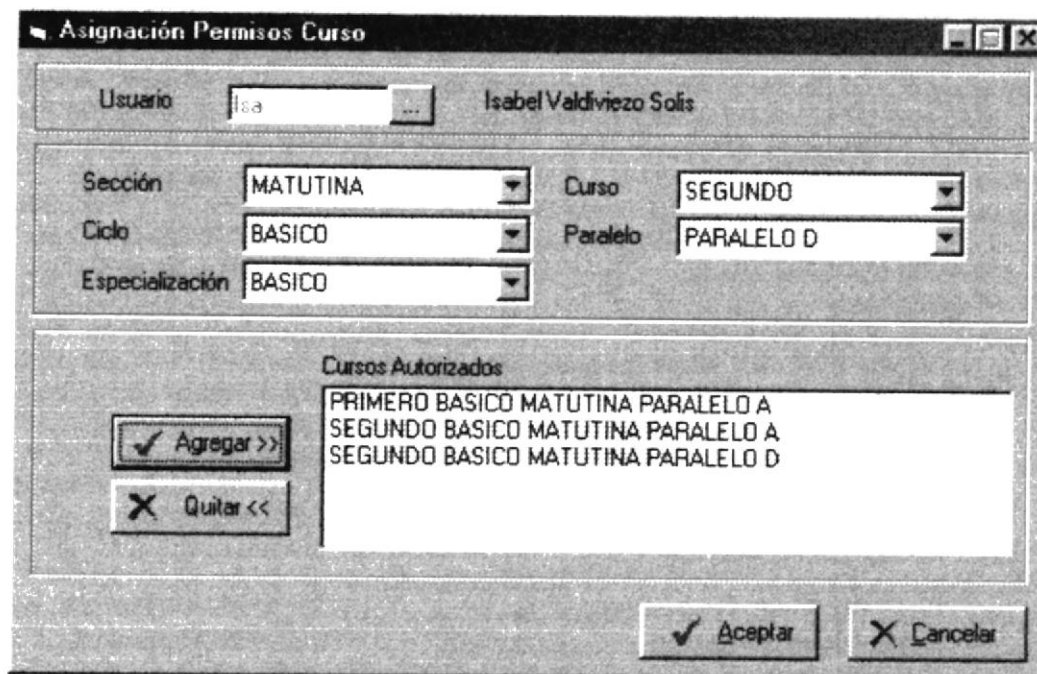 Asignación Permisos Curso
Usuario Isa ... Isabel Valdiviezo Solis
Sección MATUTINA Curso SEGUNDO
Ciclo BASICO Paralelo PARALELO D
Especialización BASICO
Cursos Autorizados
PRIMERO BASICO MATUTINA PARALELO A
SEGUNDO BASICO MATUTINA PARALELO A
SEGUNDO BASICO MATUTINA PARALELO D
Agregar >>
Quitar <<
Aceptar Cancelar